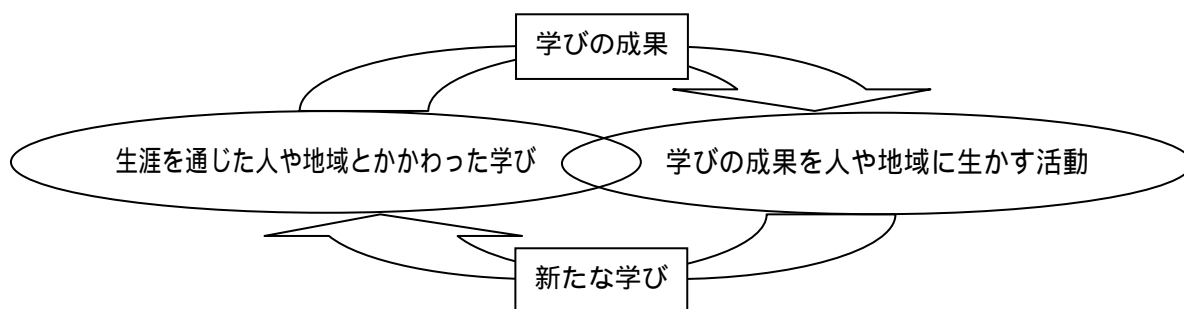 学びの成果
生涯を通じた人や地域とかかわった学び
学びの成果を人や地域に生かす活動
新たな学び